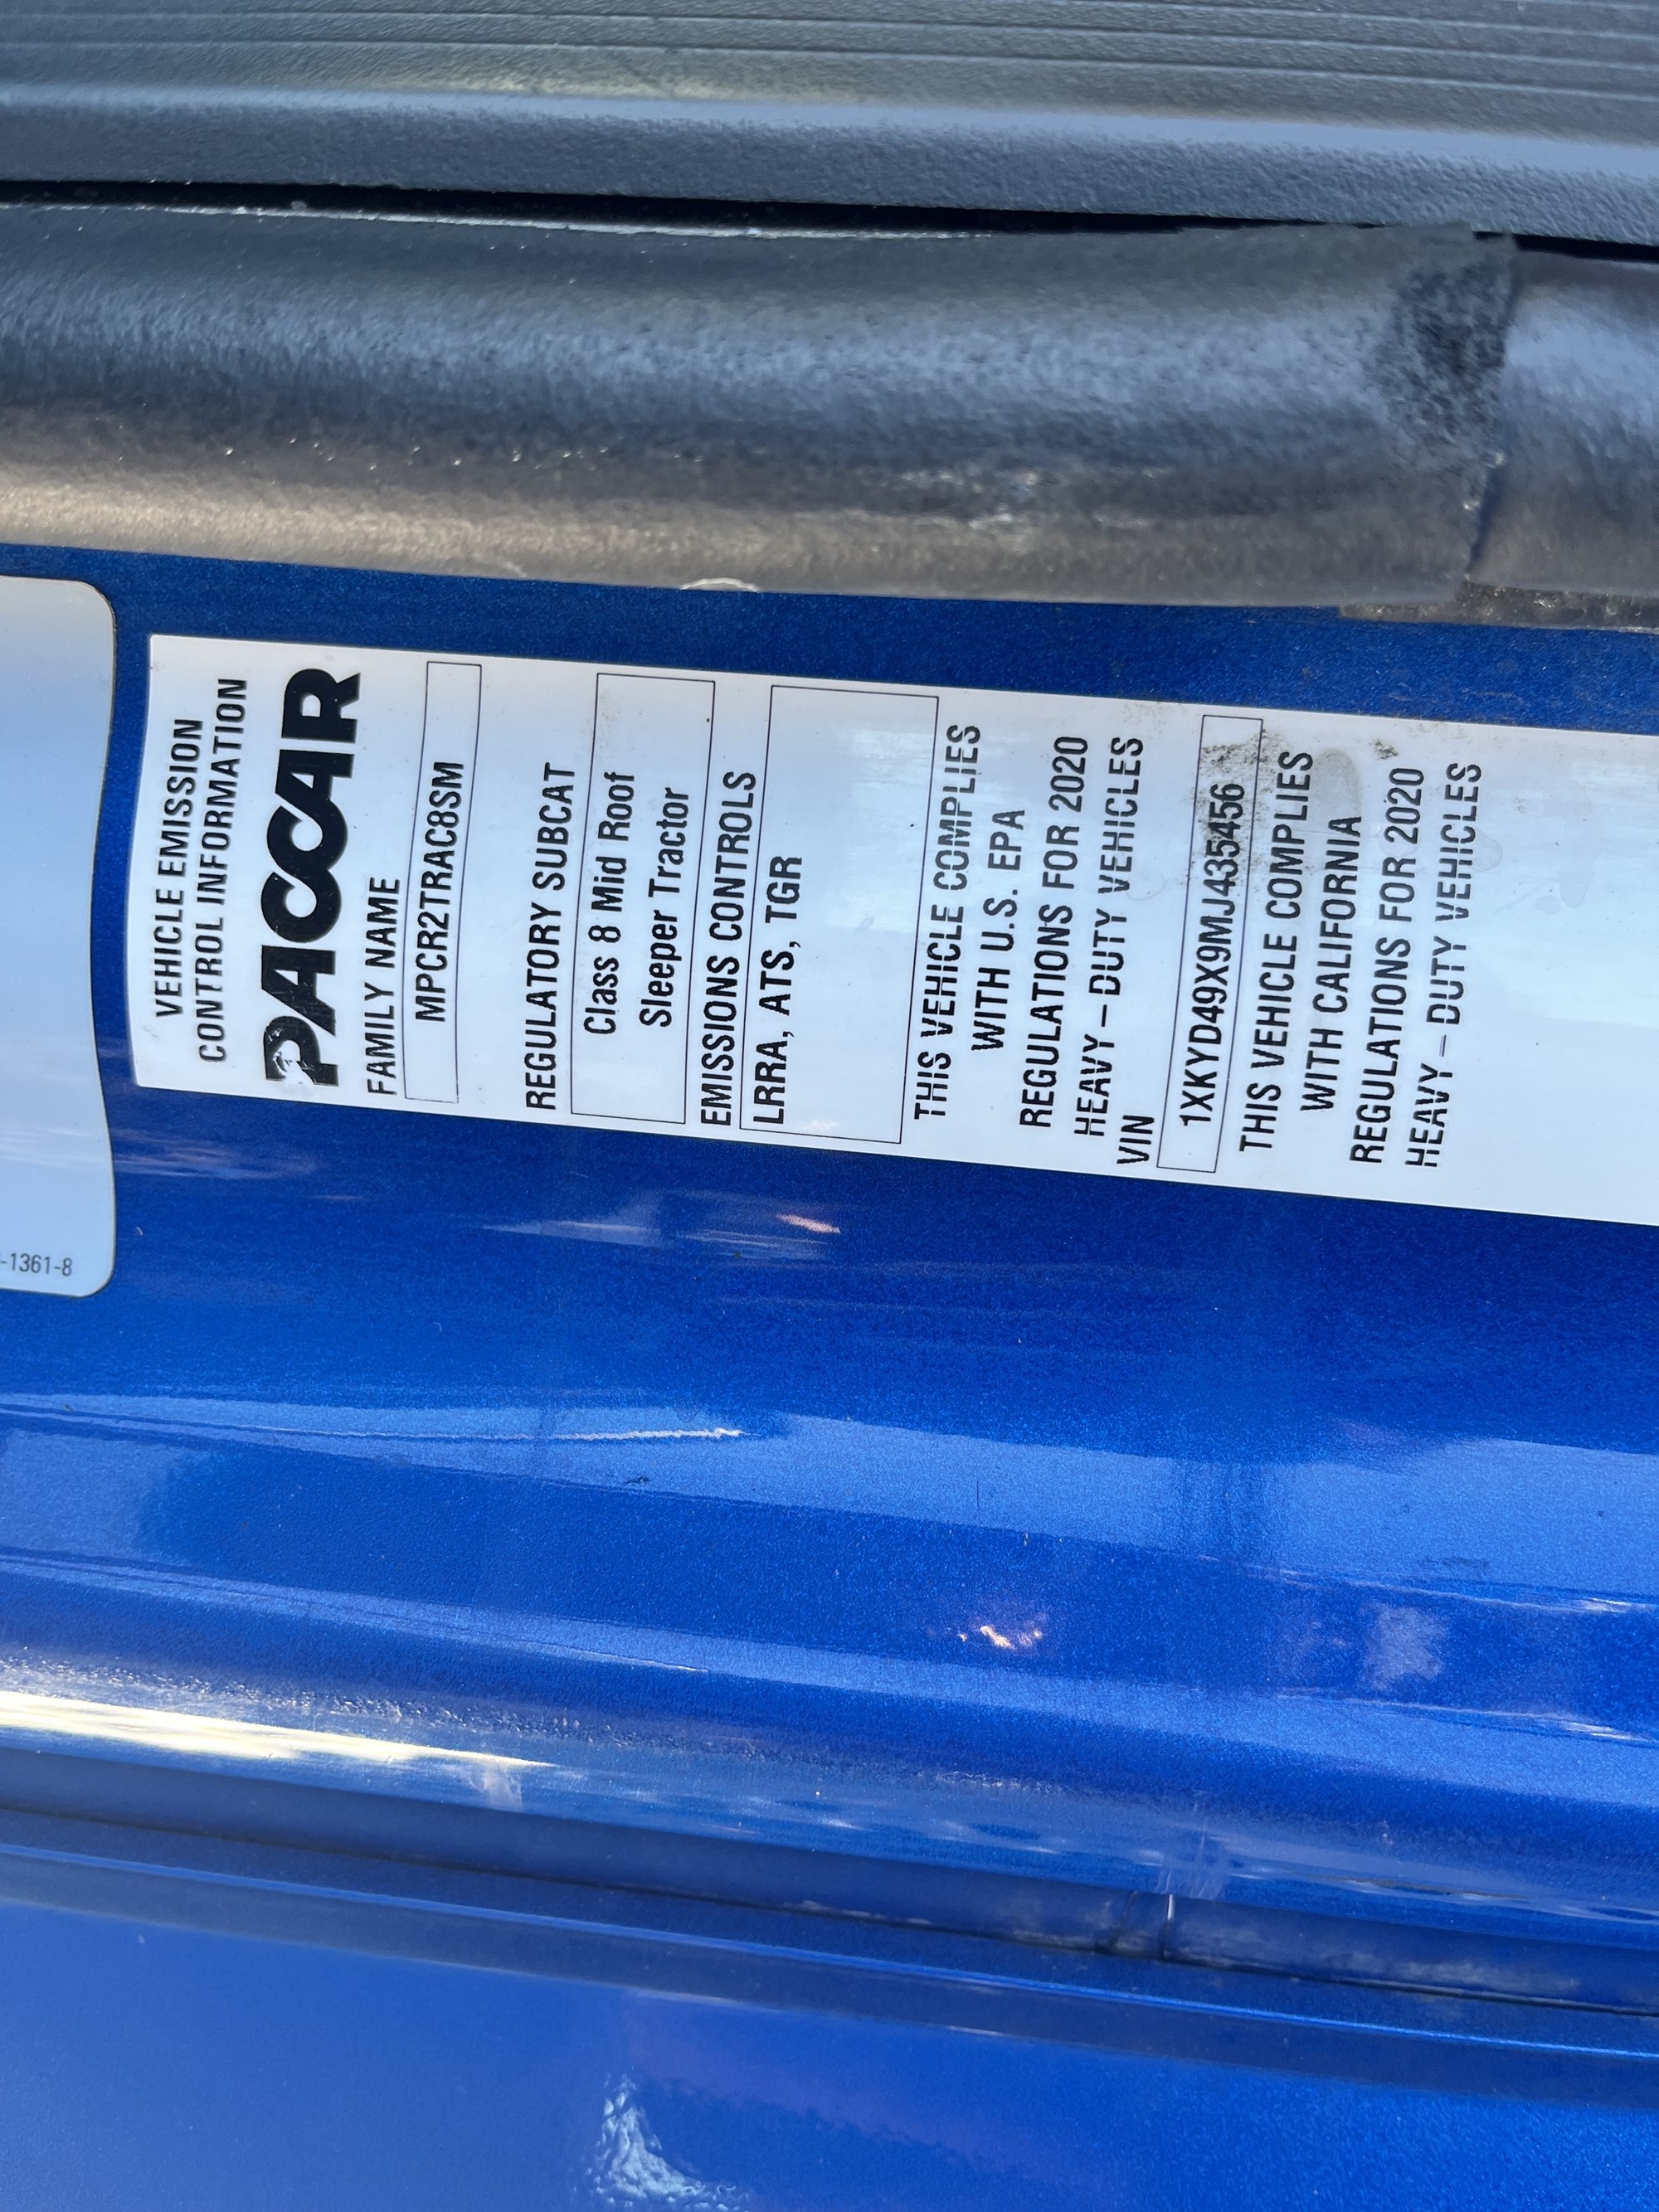 VEHICLE EMISSION
CONTROL INFORMATION
PACCAR
FAMILY NAME
MPCR2TRAC8SM
REGULATORY SUBCAT
Class 8 Mid Roof
Sleeper Tractor
EMISSIONS CONTROLS
LRRA, ATS, TGR
THIS VEHICLE COMPLIES
WITH U.S. EPA
REGULATIONS FOR 2020
HEAVY-DUTY VEHICLES
VIN
1XKYD49X9MJ435456
THIS VEHICLE COMPLIES
WITH CALIFORNIA
REGULATIONS FOR 2020
HEAVY-DUTY VEHICLES
-1361-8